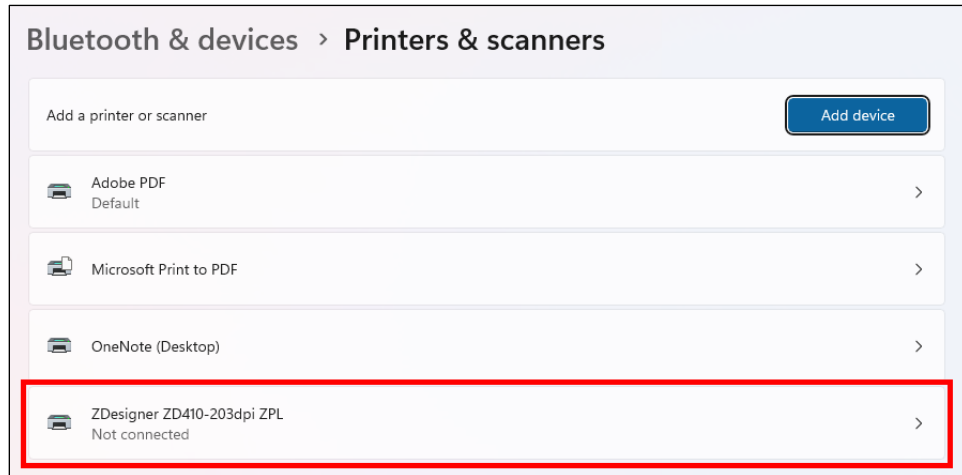 Bluetooth & devices > Printers & scanners
Add a printer or scanner
Add device
Adobe PDF
Default
Microsoft Print to PDF
OneNote (Desktop)
ZDesigner ZD410-203dpi ZPL
Not connected